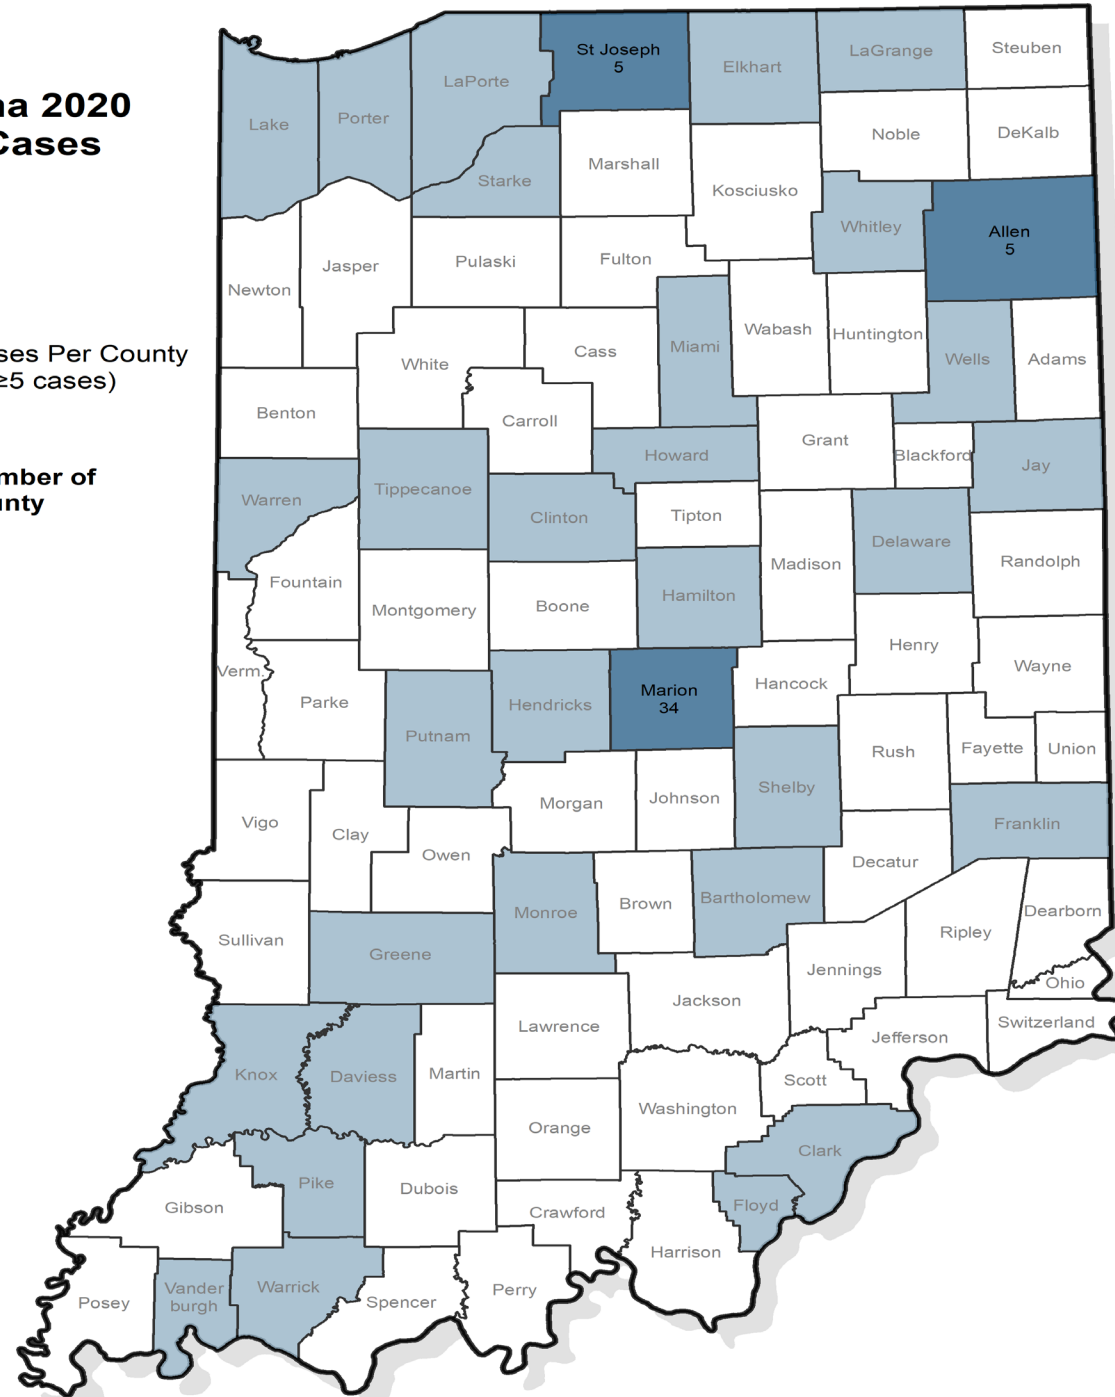 na 2020
Cases
ses Per County
≥5 cases)
mber of
unty
St Joseph
5
Elkhart
LaGrange
Steuben
LaPorte
Lake
Porter
Noble
DeKalb
Marshall
Starke
Kosciusko
Whitley
Allen
5
Jasper
Pulaski
Fulton
Newton
Wabash
Huntington
Miami
Cass
White
Wells
Adams
Benton
Carroll
Grant
Howard
Blackford
Jay
Tippecanoe
Warren
Clinton
Tipton
Delaware
Madison
Randolph
Fountain
Hamilton
Montgomery
Boone
Henry
Verm.
Wayne
Parke
Hendricks
Marion
34
Hancock
Putnam
Rush
Fayette
Union
Shelby
Morgan
Johnson
Vigo
Clay
Franklin
Owen
Decatur
Bartholomew
Brown
Monroe
Dearborn
Ripley
Sullivan
Greene
Jennings
Ohio
Jackson
Lawrence
Switzerland
Jefferson
Knox
Daviess
Martin
Scott
Washington
Orange
Clark
Pike
Dubois
Gibson
Floyd
Crawford
Harrison
Warrick
Vander
burgh
Perry
Posey
Spencer